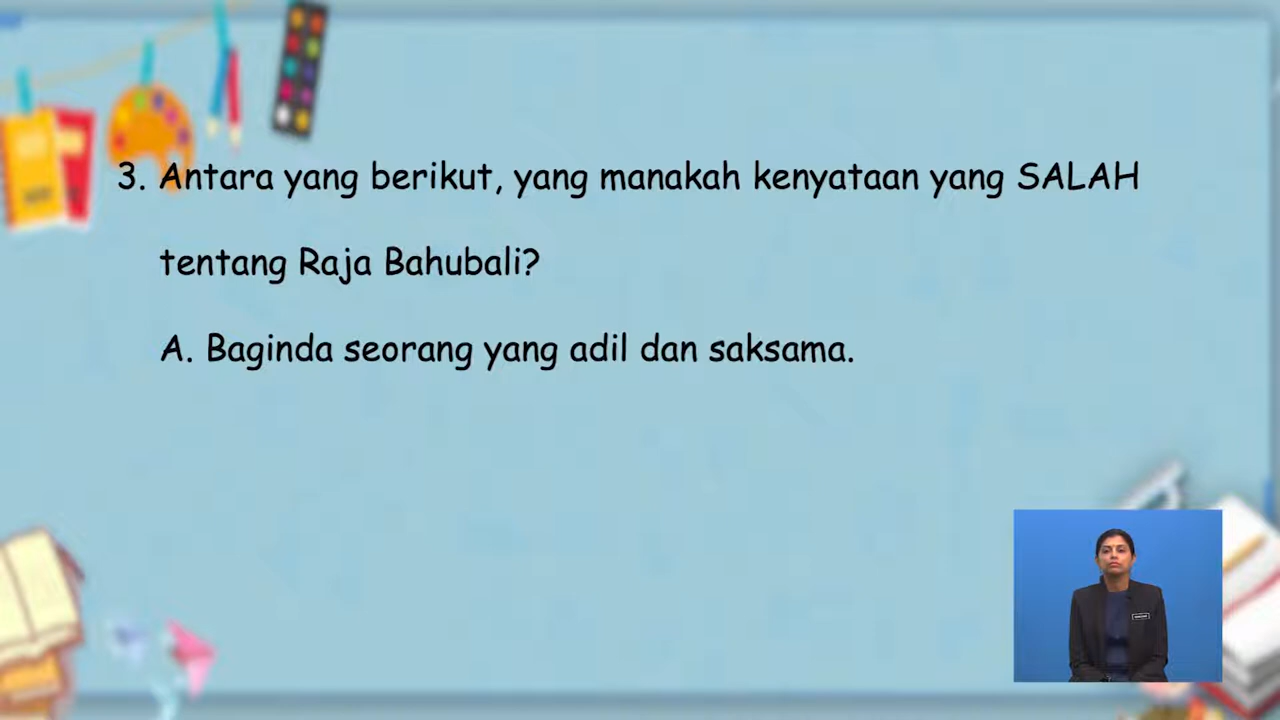 3. Antara yang berikut, yang manakah kenyataan yang SALAH
tentang Raja Bahubali?
A. Baginda seorang yang adil dan saksama.